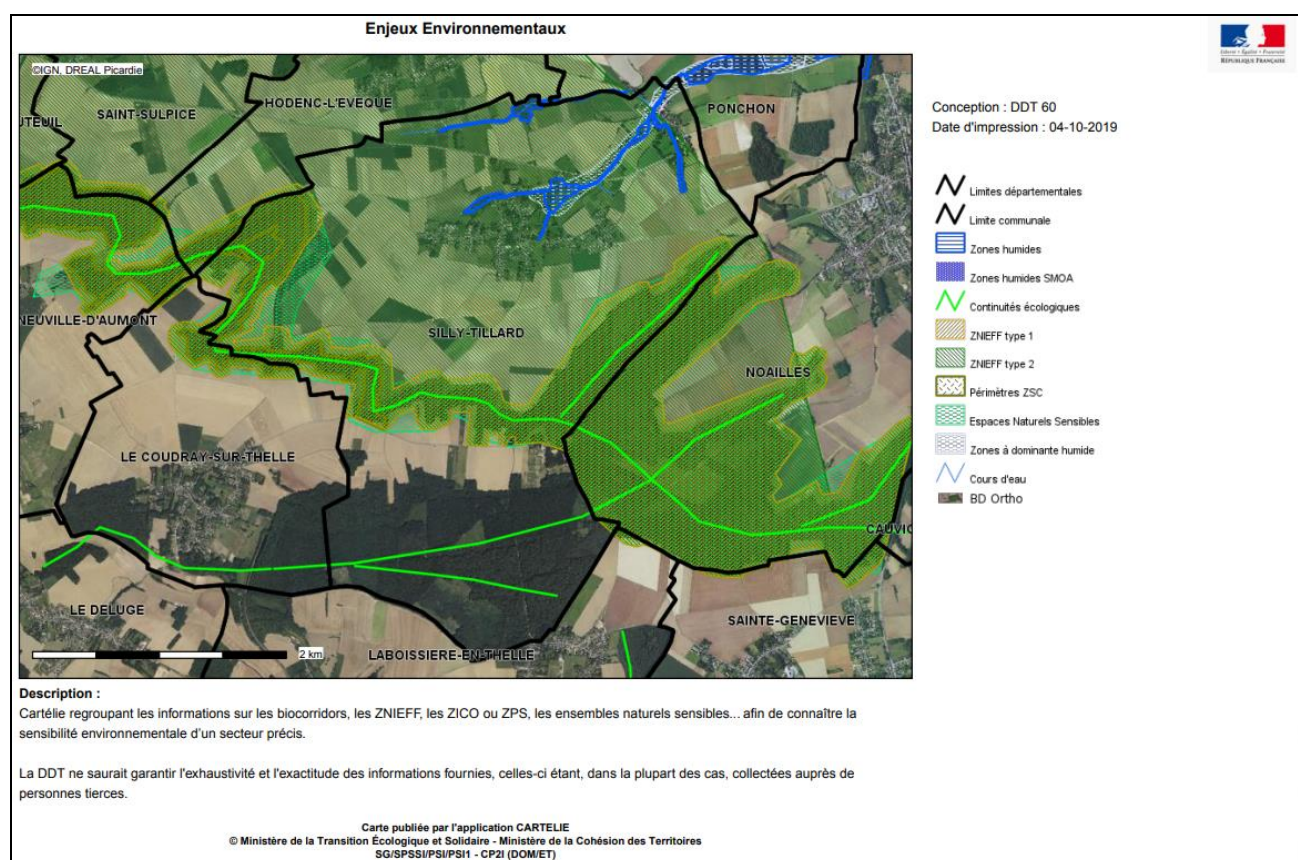 Enjeux Environnementaux
Liberté • Égalité • Fraternité
RÉPUBLIQUE FRANÇAISE
©IGN, DREAL Picardie
HODENC-L'EVEQUE
SAINT-SULPICE
PONCHON
UTEUIL
NEUVILLE-D'AUMONT
SILLY-TILLARD
NOAILLES
LE COUDRAY-SUR-THELLE
CAUVIG
LE DELUGE
SAINTE-GENEVIEVE
LABOISSIERE-EN-THELLE
2 km
Conception : DDT 60
Date d'impression : 04-10-2019
Limites départementales
Limite communale
Zones humides
Zones humides SMOA
Continuités écologiques
ZNIEFF type 1
ZNIEFF type 2
Périmètres ZSC
Espaces Naturels Sensibles
Zones à dominante humide
Cours d'eau
BD Ortho
Description :
Cartélie regroupant les informations sur les biocorridors, les ZNIEFF, les ZICO ou ZPS, les ensembles naturels sensibles... afin de connaître la
sensibilité environnementale d'un secteur précis.
La DDT ne saurait garantir l'exhaustivité et l'exactitude des informations fournies, celles-ci étant, dans la plupart des cas, collectées auprès de
personnes tierces.
Carte publiée par l'application CARTELIE
© Ministère de la Transition Écologique et Solidaire - Ministère de la Cohésion des Territoires
SG/SPSSI/PSI/PSI1 - CP2I (DOM/ET)